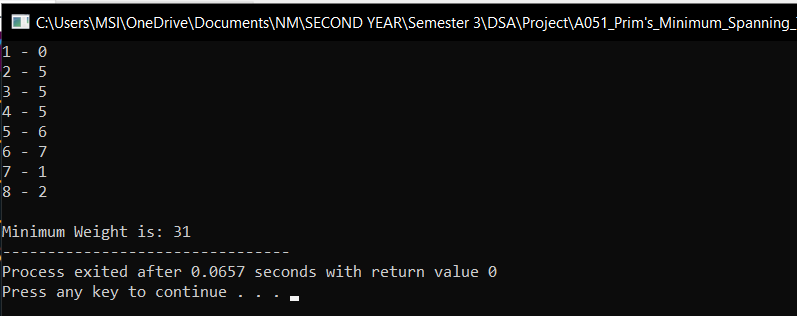 C:\Users\MSI\OneDrive\Documents\NM\SECOND YEAR\Semester 3\DSA\Project\A051_Prim's_Minimum_Spanning_
1 - 0
2 - 5
3 - 5
4 - 5
5 - 6
6 - 7
7 - 1
8 - 2
Minimum Weight is: 31
--------------------------------
Process exited after 0.0657 seconds with return value 0
Press any key to continue . . .